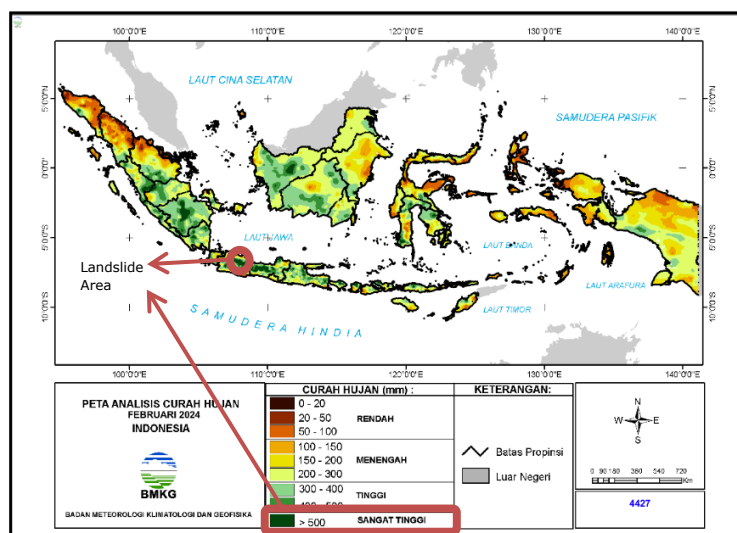 100°0'0"E 110°0'0"E 120°0'0"E 130°0'0"E 140°0'0"E
LAUT CINA SELATAN
SAMUDERA PASIFIK
5°0'0"N 5°0'0"N
0°0'0" 0°0'0"
5°0'0"S 5°0'0"S
10°0'0"S 10°0'0"S
LAUT JAWA
LAUT BANDA
Landslide
Area
LAUT ARAFURA
SAMUDERA HINDIA
LAUT TIMOR
100°0'0"E 110°0'0"E 120°0'0"E 130°0'0"E 140°0'0"E
PETA ANALISIS CURAH HUJAN
FEBRUARI 2024
INDONESIA
BMKG
BADAN METEOROLOGI KLIMATOLOGI DAN GEOFISIKA
CURAH HUJAN (mm) :
0 - 20
20 - 50 RENDAH
50 - 100
100 - 150
150 - 200 MENENGAH
200 - 300
300 - 400 TINGGI
> 500 SANGAT TINGGI
KETERANGAN:
Batas Propinsi
Luar Negeri
N
W E
S
0 90 180 360 540 720
Km
4427